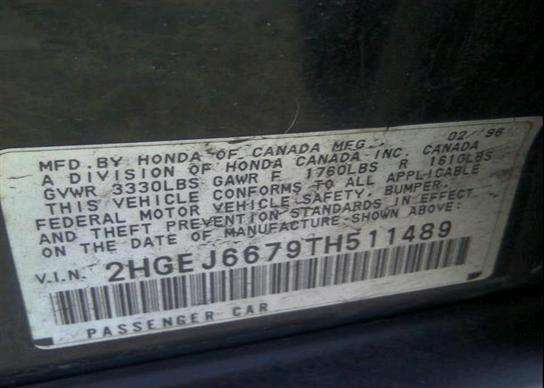 MFD. BY HONDA OF CANADA MFG., 02/96
A DIVISION OF HONDA CANADA INC. CANADA
GVWR 3330LBS GAWR F 1760LBS R 1610LBS
THIS VEHICLE CONFORMS TO ALL APPLICABLE
FEDERAL MOTOR VEHICLE SAFETY, BUMPER,
AND THEFT PREVENTION STANDARDS IN EFFECT
ON THE DATE OF MANUFACTURE SHOWN ABOVE:
V.I.N. 2HGEJ6679TH511489
PASSENGER CAR